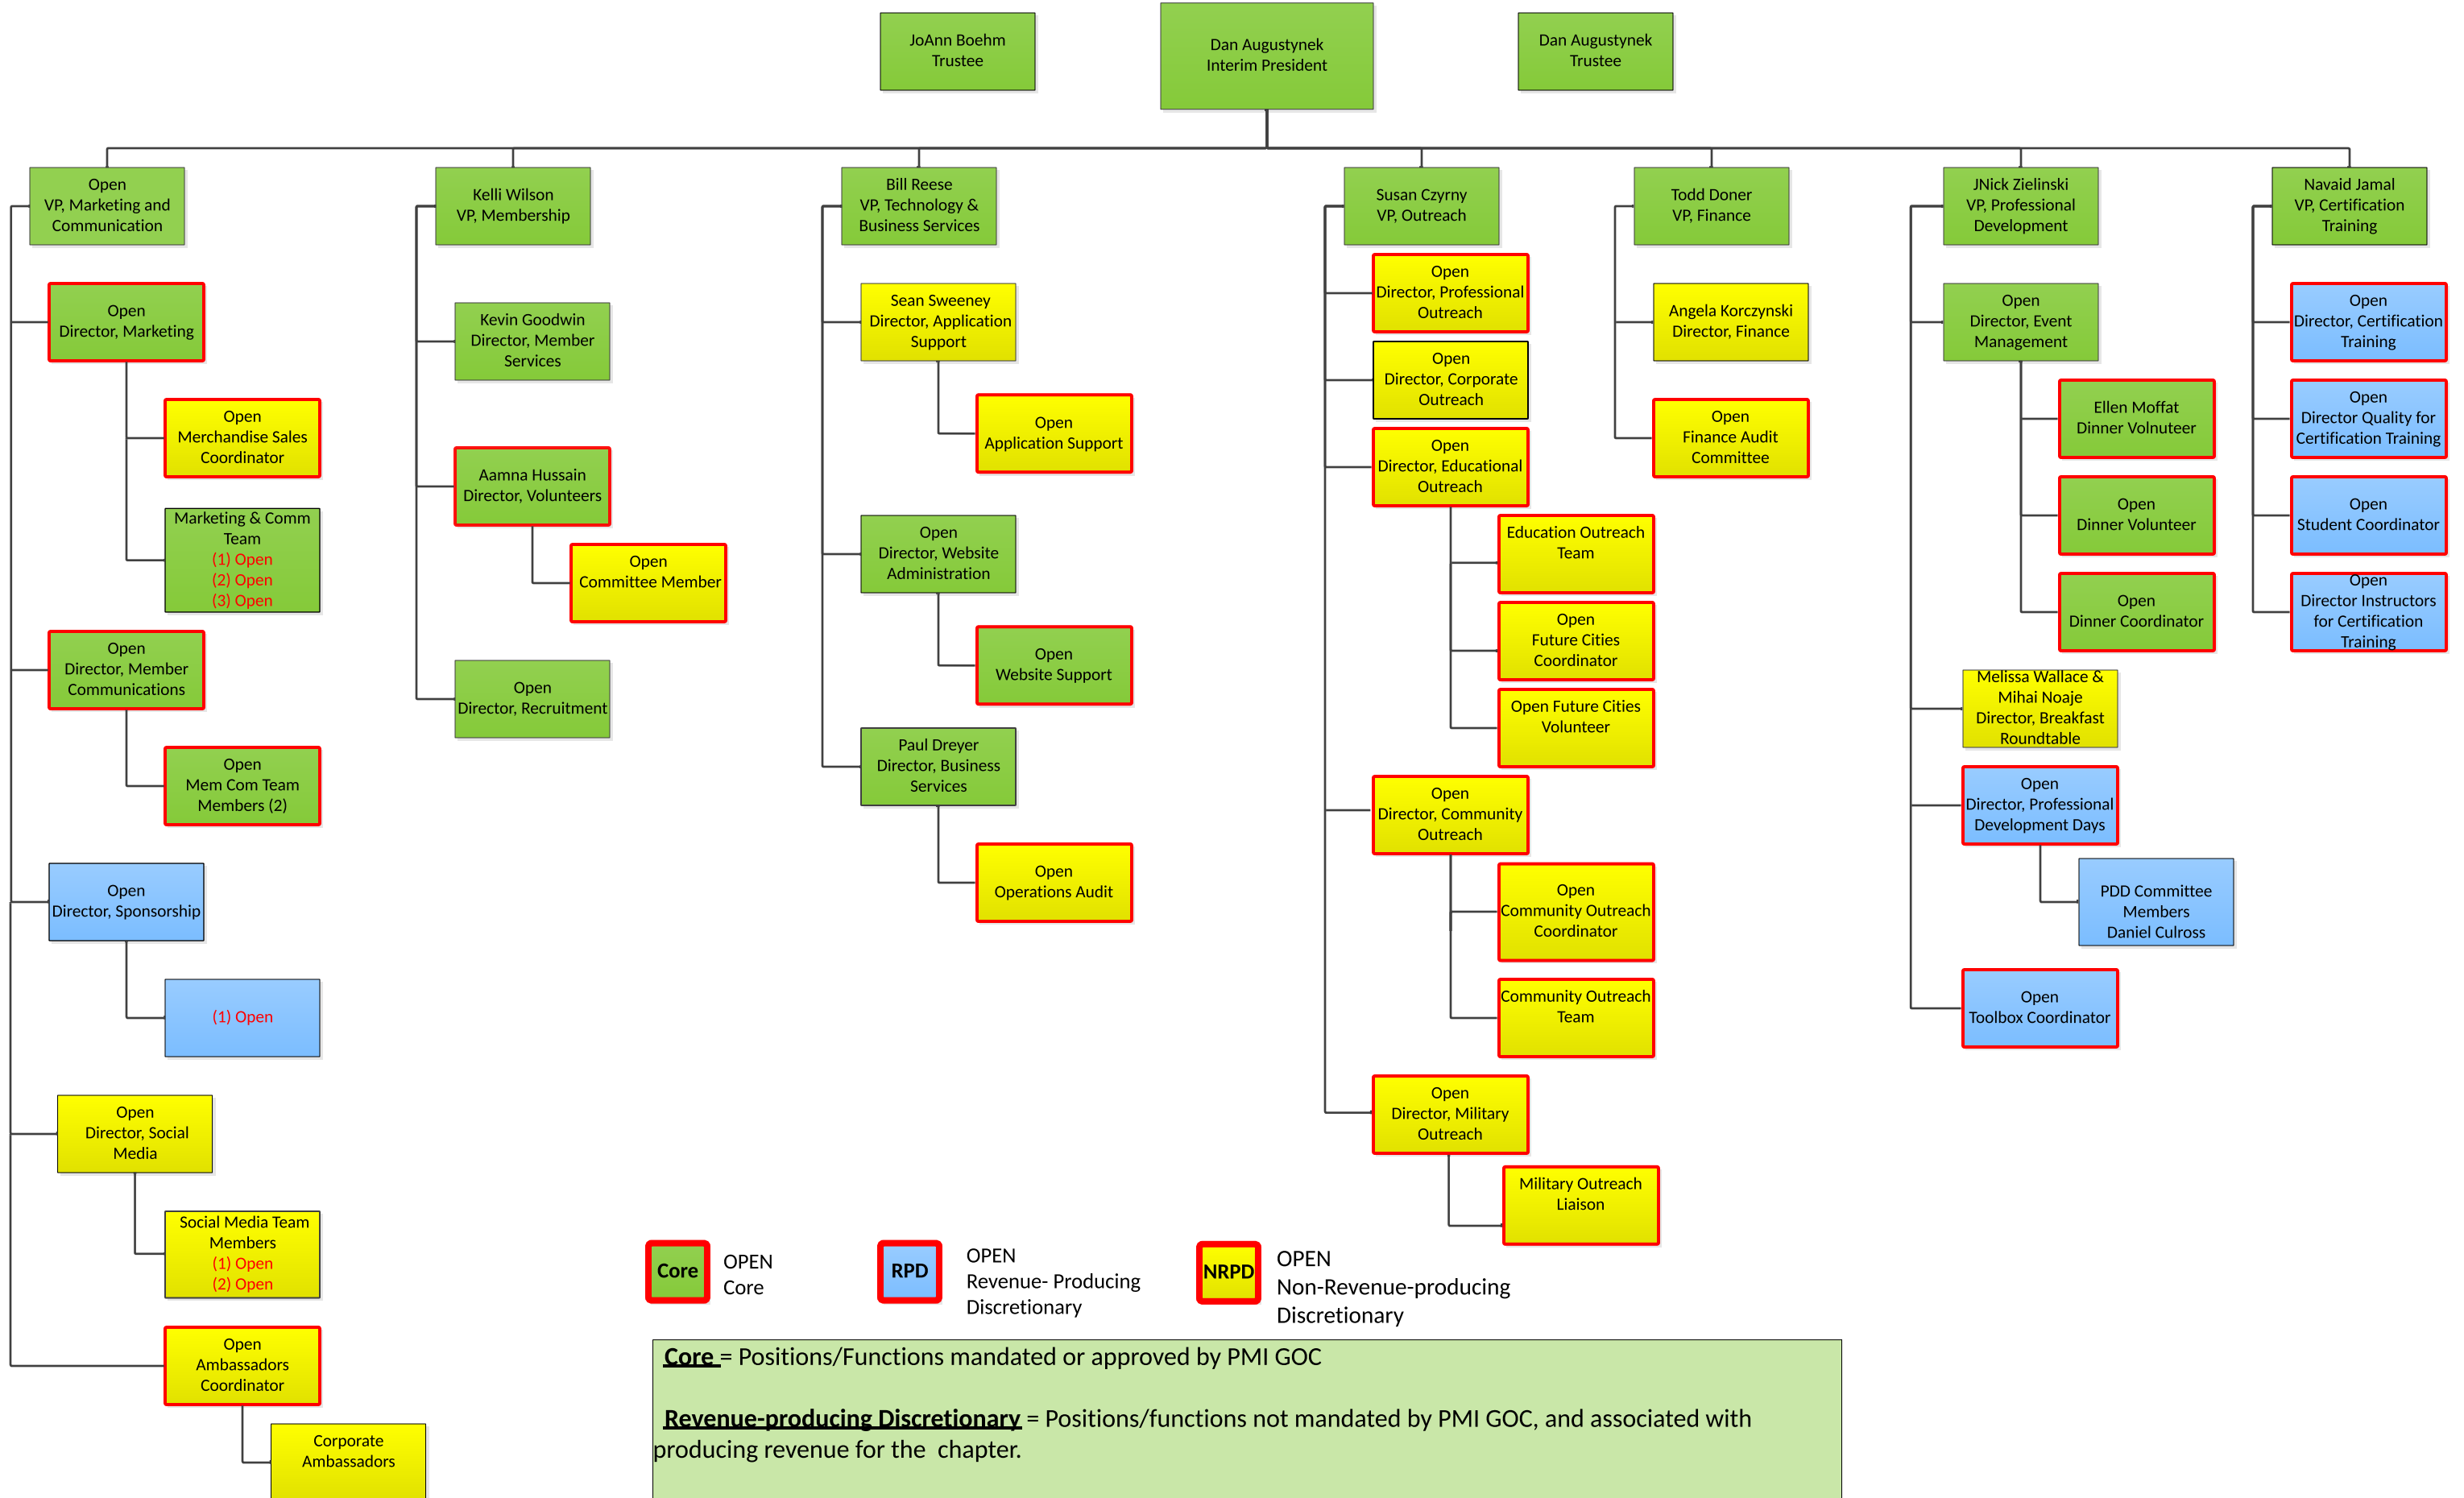 JoAnn Boehm
Trustee
Dan Augustynek
Interim President
Dan Augustynek
Trustee
Open
VP, Marketing and
Communication
Open
Director, Marketing
Open
Merchandise Sales
Coordinator
Marketing & Comm
Team
(1) Open
(2) Open
(3) Open
Open
Director, Member
Communications
Open
Mem Com Team
Members (2)
Open
Director, Sponsorship
(1) Open
Open
Director, Social
Media
Social Media Team
Members
(1) Open
(2) Open
Open
Ambassadors
Coordinator
Corporate
Ambassadors
Kelli Wilson
VP, Membership
Kevin Goodwin
Director, Member
Services
Aamna Hussain
Director, Volunteers
Open
Committee Member
Open
Director, Recruitment
Bill Reese
VP, Technology &
Business Services
Sean Sweeney
Director, Application
Support
Open
Application Support
Open
Director, Website
Administration
Open
Website Support
Paul Dreyer
Director, Business
Services
Open
Operations Audit
Susan Czyrny
VP, Outreach
Open
Director, Professional
Outreach
Open
Director, Corporate
Outreach
Open
Director, Educational
Outreach
Education Outreach
Team
Open
Future Cities
Coordinator
Open Future Cities
Volunteer
Open
Director, Community
Outreach
Open
Community Outreach
Coordinator
Community Outreach
Team
Open
Director, Military
Outreach
Military Outreach
Liaison
Todd Doner
VP, Finance
Angela Korczynski
Director, Finance
Open
Finance Audit
Committee
JNick Zielinski
VP, Professional
Development
Open
Director, Event
Management
Ellen Moffat
Dinner Volnuteer
Open
Dinner Volunteer
Open
Dinner Coordinator
Melissa Wallace &
Mihai Noaje
Director, Breakfast
Roundtable
Open
Director, Professional
Development Days
PDD Committee
Members
Daniel Culross
Open
Toolbox Coordinator
Navaid Jamal
VP, Certification
Training
Open
Director, Certification
Training
Open
Director Quality for
Certification Training
Open
Student Coordinator
Open
Director Instructors
for Certification
Training
Core
OPEN
Core
RPD
OPEN
Revenue- Producing
Discretionary
NRPD
OPEN
Non-Revenue-producing
Discretionary
Core = Positions/Functions mandated or approved by PMI GOC
Revenue-producing Discretionary = Positions/functions not mandated by PMI GOC, and associated with
producing revenue for the chapter.